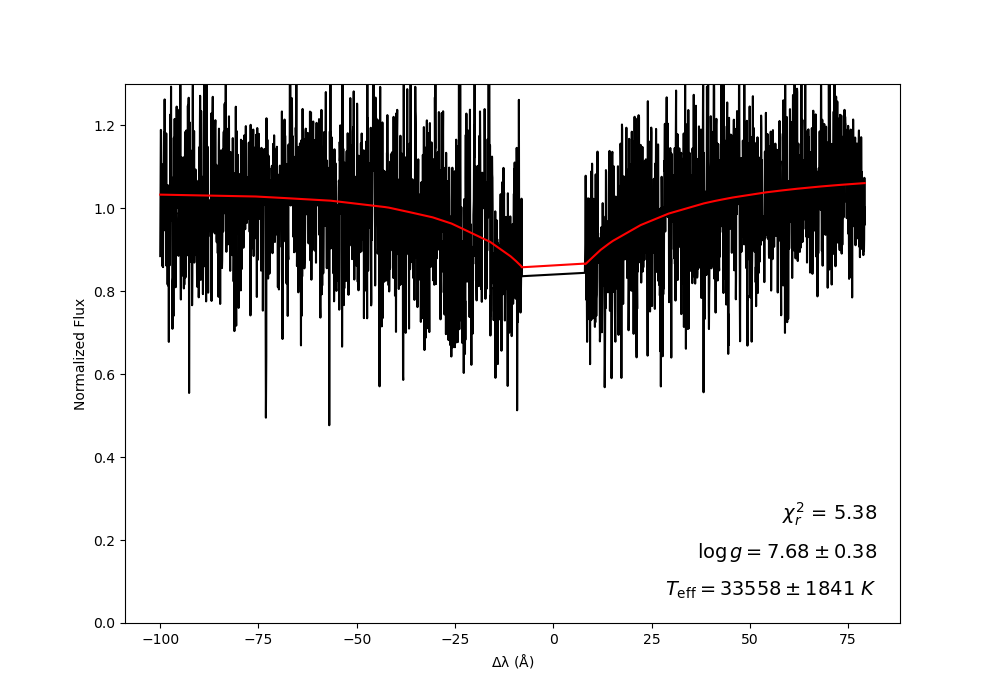 1.2
1.0
0.8
0.6
0.4
0.2
0.0
Normalized Flux
χ²ᵣ = 5.38
log g = 7.68 ± 0.38
T_eff = 33558 ± 1841 K
−100 −75 −50 −25 0 25 50 75
Δλ (Å)